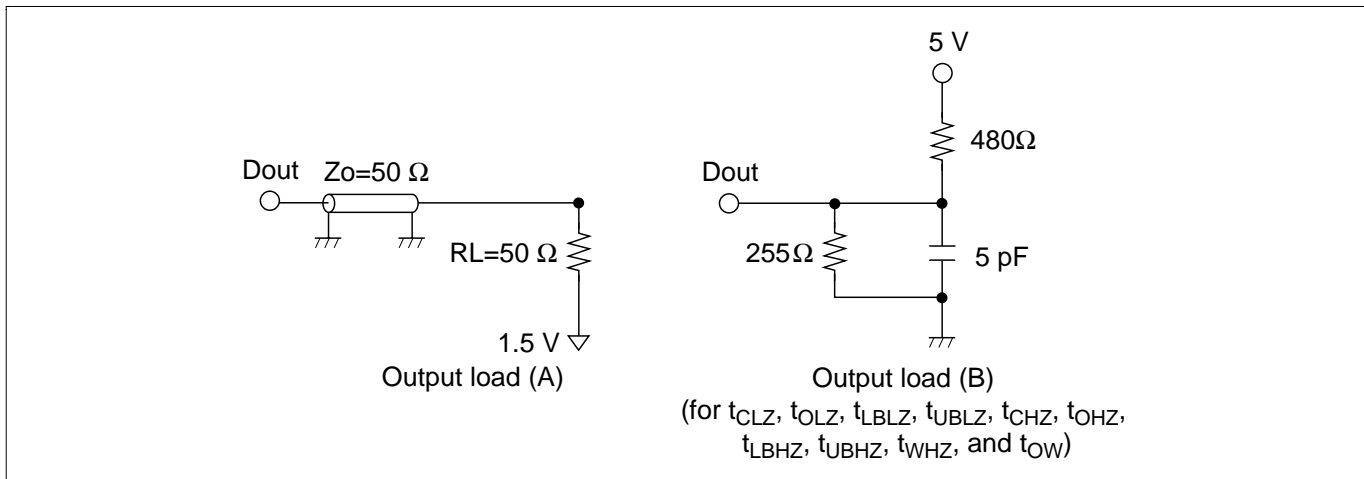 Dout
Zo=50 Ω
RL=50 Ω
1.5 V
Output load (A)
5 V
480Ω
Dout
255Ω
5 pF
Output load (B)
(for tCLZ, tOLZ, tLBLZ, tUBLZ, tCHZ, tOHZ,
tLBHZ, tUBHZ, tWHZ, and tOW)